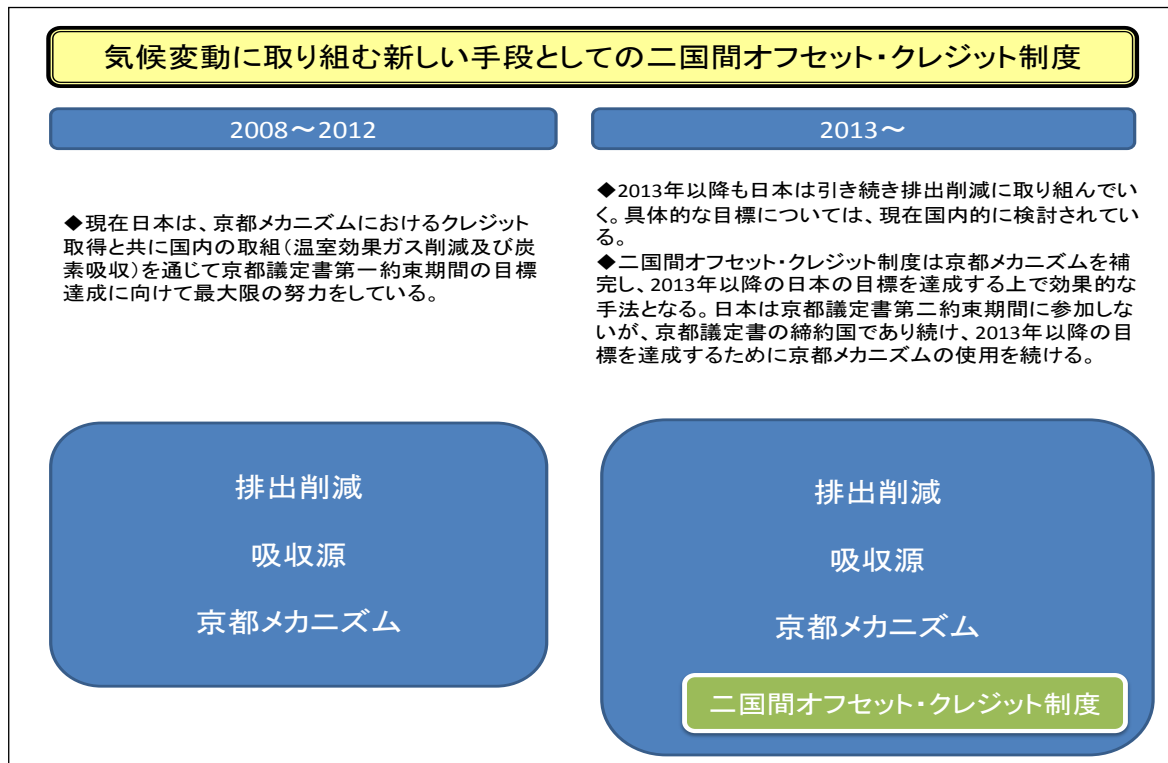 気候変動に取り組む新しい手段としての二国間オフセット・クレジット制度
2008～2012
◆現在日本は、京都メカニズムにおけるクレジット
取得と共に国内の取組（温室効果ガス削減及び炭
素吸収）を通じて京都議定書第一約束期間の目標
達成に向けて最大限の努力をしている。
排出削減
吸収源
京都メカニズム
2013～
◆2013年以降も日本は引き続き排出削減に取り組んでい
く。具体的な目標については、現在国内的に検討されてい
る。
◆二国間オフセット・クレジット制度は京都メカニズムを補
完し、2013年以降の日本の目標を達成する上で効果的な
手法となる。日本は京都議定書第二約束期間に参加しな
いが、京都議定書の締約国であり続け、2013年以降の目
標を達成するために京都メカニズムの使用を続ける。
排出削減
吸収源
京都メカニズム
二国間オフセット・クレジット制度